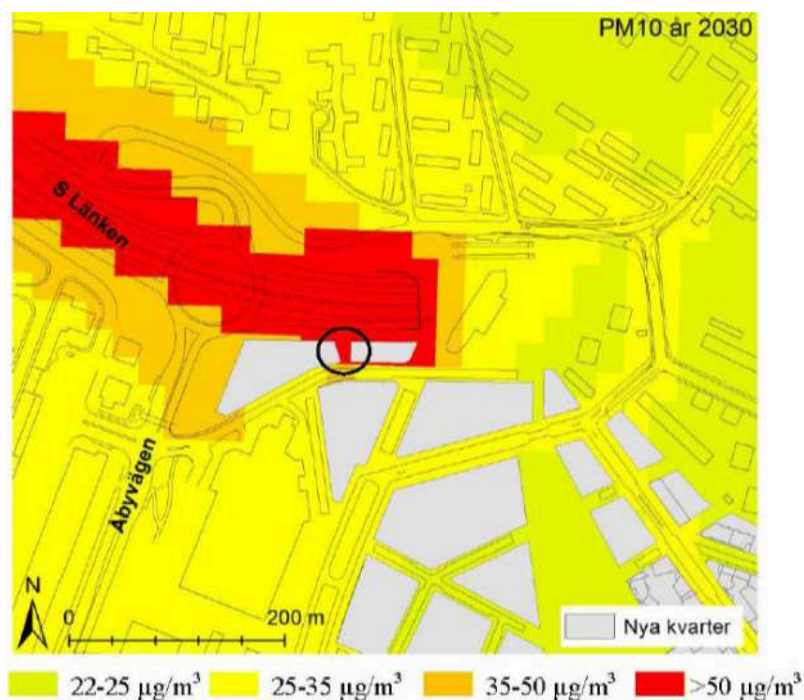 PM10 år 2030
S Länken
Åbyvägen
N
0 200 m
Nya kvarter
22-25 µg/m³ 25-35 µg/m³ 35-50 µg/m³ >50 µg/m³